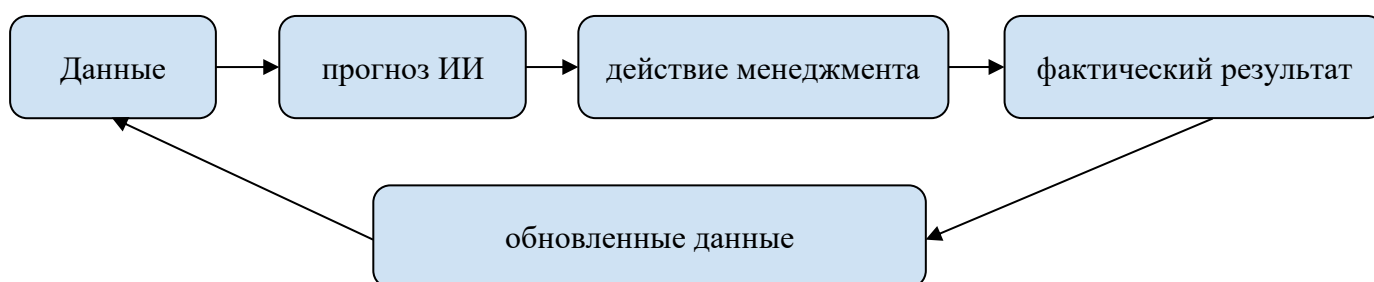 Данные
прогноз ИИ
действие менеджмента
фактический результат
обновленные данные